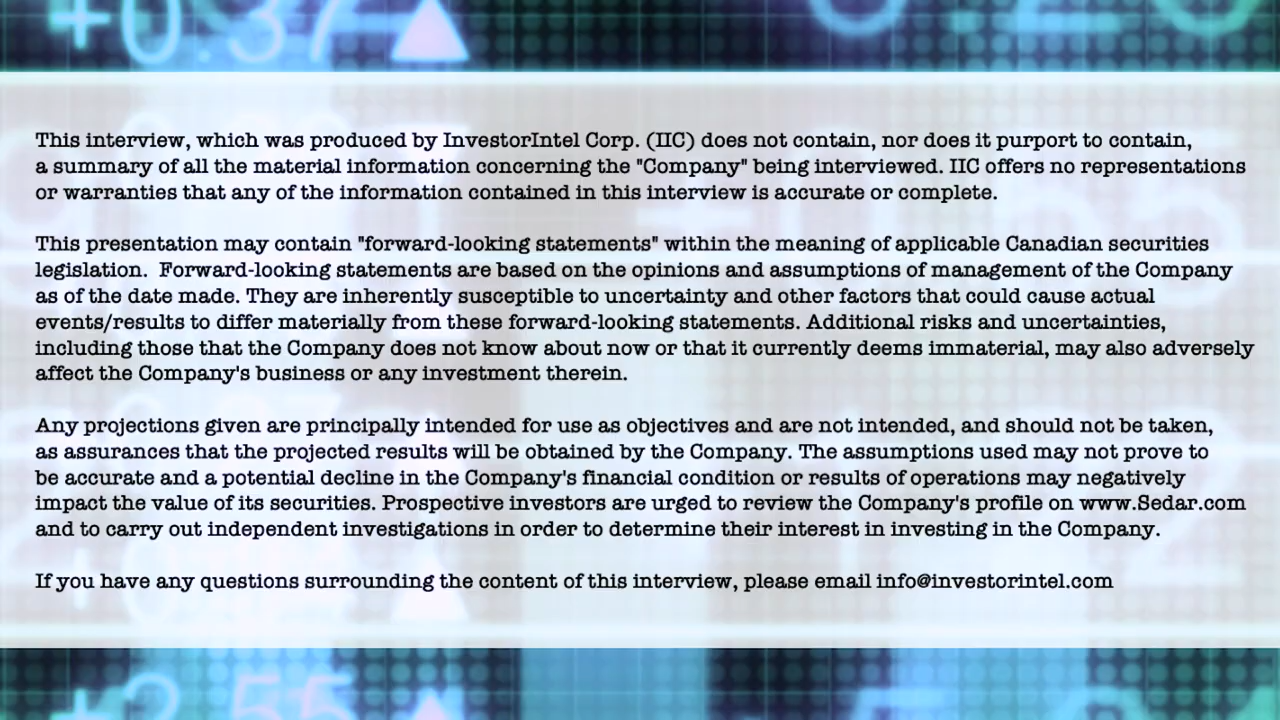 +0.37▲
0.20
This interview, which was produced by InvestorIntel Corp. (IIC) does not contain, nor does it purport to contain,
a summary of all the material information concerning the "Company" being interviewed. IIC offers no representations
or warranties that any of the information contained in this interview is accurate or complete.
This presentation may contain "forward-looking statements" within the meaning of applicable Canadian securities
legislation.  Forward-looking statements are based on the opinions and assumptions of management of the Company
as of the date made. They are inherently susceptible to uncertainty and other factors that could cause actual
events/results to differ materially from these forward-looking statements. Additional risks and uncertainties,
including those that the Company does not know about now or that it currently deems immaterial, may also adversely
affect the Company's business or any investment therein.
Any projections given are principally intended for use as objectives and are not intended, and should not be taken,
as assurances that the projected results will be obtained by the Company. The assumptions used may not prove to
be accurate and a potential decline in the Company's financial condition or results of operations may negatively
impact the value of its securities. Prospective investors are urged to review the Company's profile on www.Sedar.com
and to carry out independent investigations in order to determine their interest in investing in the Company.
If you have any questions surrounding the content of this interview, please email info@investorintel.com
+2.55▲